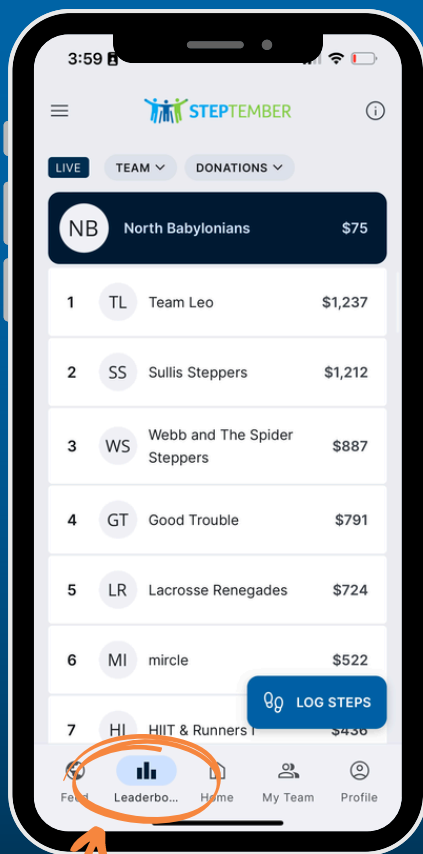 3:59
STEPTEMBER
LIVE TEAM DONATIONS
NB North Babylonians $75
1 TL Team Leo $1,237
2 SS Sullis Steppers $1,212
3 WS Webb and The Spider
Steppers $887
4 GT Good Trouble $791
5 LR Lacrosse Renegades $724
6 MI mircle $522
LOG STEPS
7 HI HIIT & Runners $436
Feed Leaderbo... Home My Team Profile